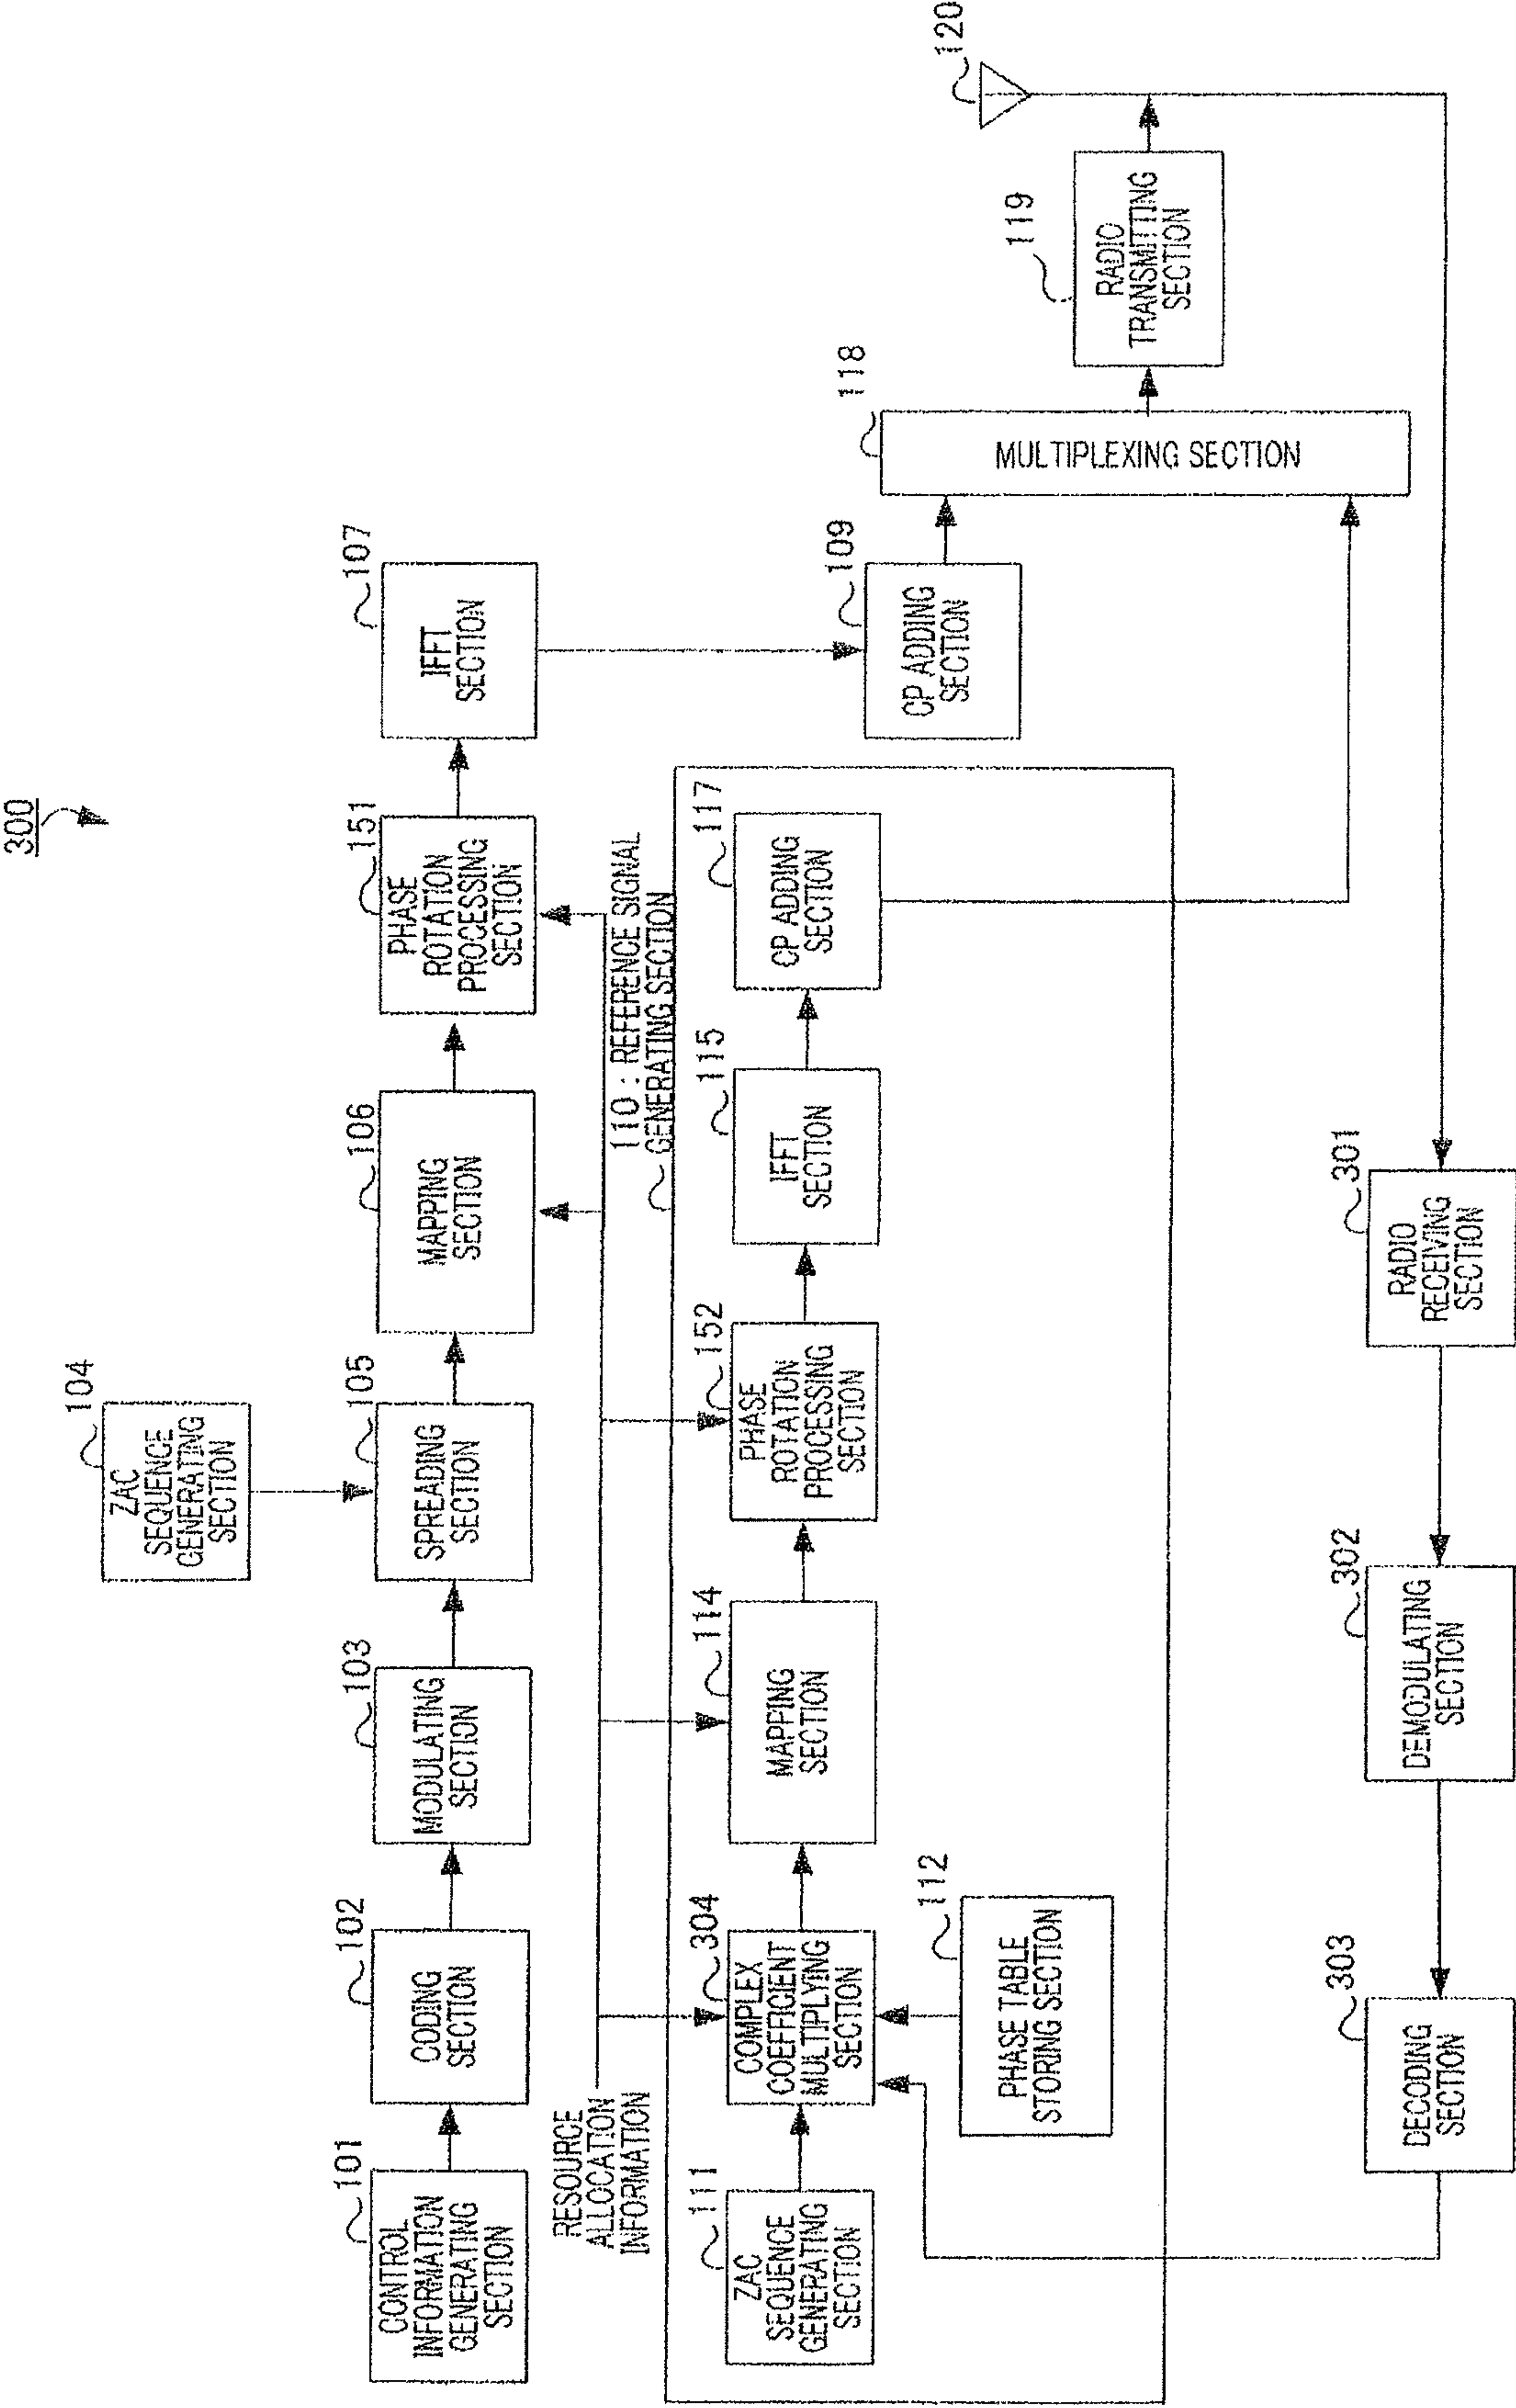 300
104
ZAC
SEQUENCE
GENERATING
SECTION
101
CONTROL
INFORMATION
GENERATING
SECTION
102
CODING
SECTION
103
MODULATING
SECTION
105
SPREADING
SECTION
106
MAPPING
SECTION
151
PHASE
ROTATION
PROCESSING
SECTION
107
IFFT
SECTION
RESOURCE
ALLOCATION
INFORMATION
110 : REFERENCE SIGNAL
GENERATING SECTION
111
ZAC
SEQUENCE
GENERATING
SECTION
304
COMPLEX
COEFFICIENT
MULTIPLYING
SECTION
114
MAPPING
SECTION
152
PHASE
ROTATION
PROCESSING
SECTION
115
IFFT
SECTION
117
CP ADDING
SECTION
109
CP ADDING
SECTION
118
MULTIPLEXING SECTION
119
RADIO
TRANSMITTING
SECTION
120
112
PHASE TABLE
STORING SECTION
303
DECODING
SECTION
302
DEMODULATING
SECTION
301
RADIO
RECEIVING
SECTION